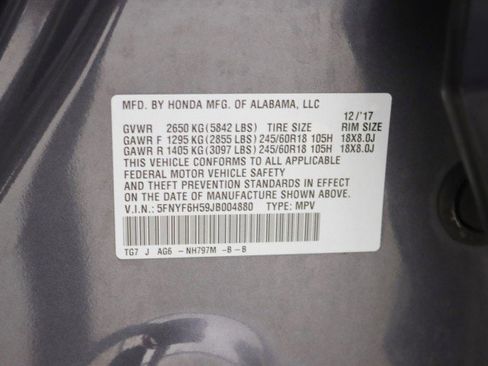 MFD. BY HONDA MFG. OF ALABAMA, LLC
12/'17
GVWR 2650 KG (5842 LBS) TIRE SIZE RIM SIZE
GAWR F 1295 KG (2855 LBS) 245/60R18 105H 18X8.0J
GAWR R 1405 KG (3097 LBS) 245/60R18 105H 18X8.0J
THIS VEHICLE CONFORMS TO ALL APPLICABLE
FEDERAL MOTOR VEHICLE SAFETY
AND THEFT PREVENTION STANDARDS IN EFFECT
ON THE DATE OF MANUFACTURE SHOWN ABOVE.
V.I.N.: 5FNYF6H59JB004880 TYPE: MPV
TG7 J AG6 -NH797M -B -B